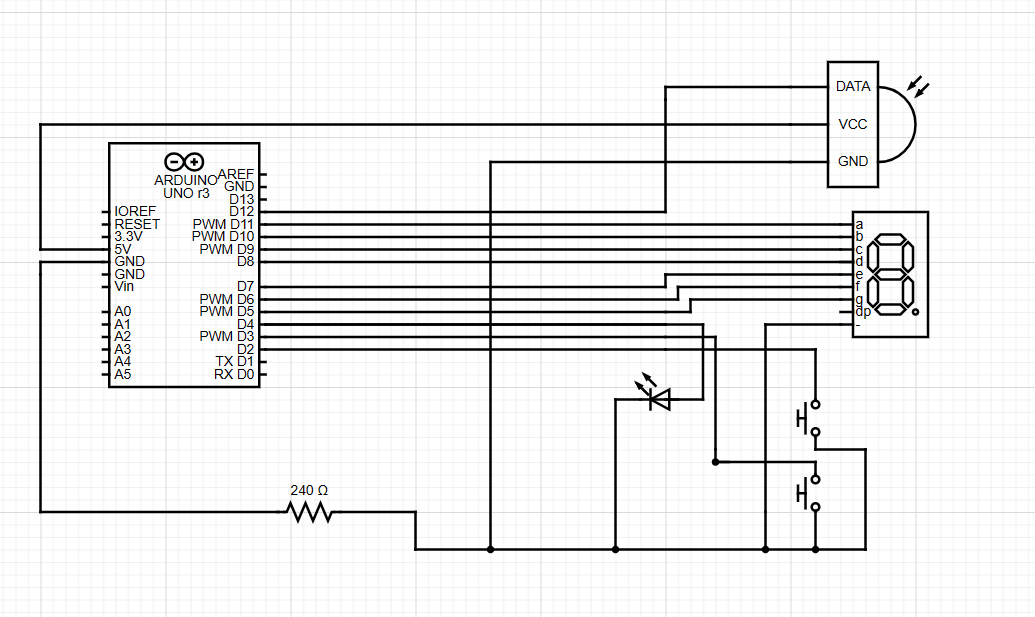 DATA
VCC
GND
ARDUINO
UNO r3
AREF
GND
D13
D12
PWM D11
PWM D10
PWM D9
D8
D7
PWM D6
PWM D5
D4
PWM D3
D2
TX D1
RX D0
IOREF
RESET
3.3V
5V
GND
GND
Vin
A0
A1
A2
A3
A4
A5
a
b
c
d
e
f
g
dp
-
240 Ω